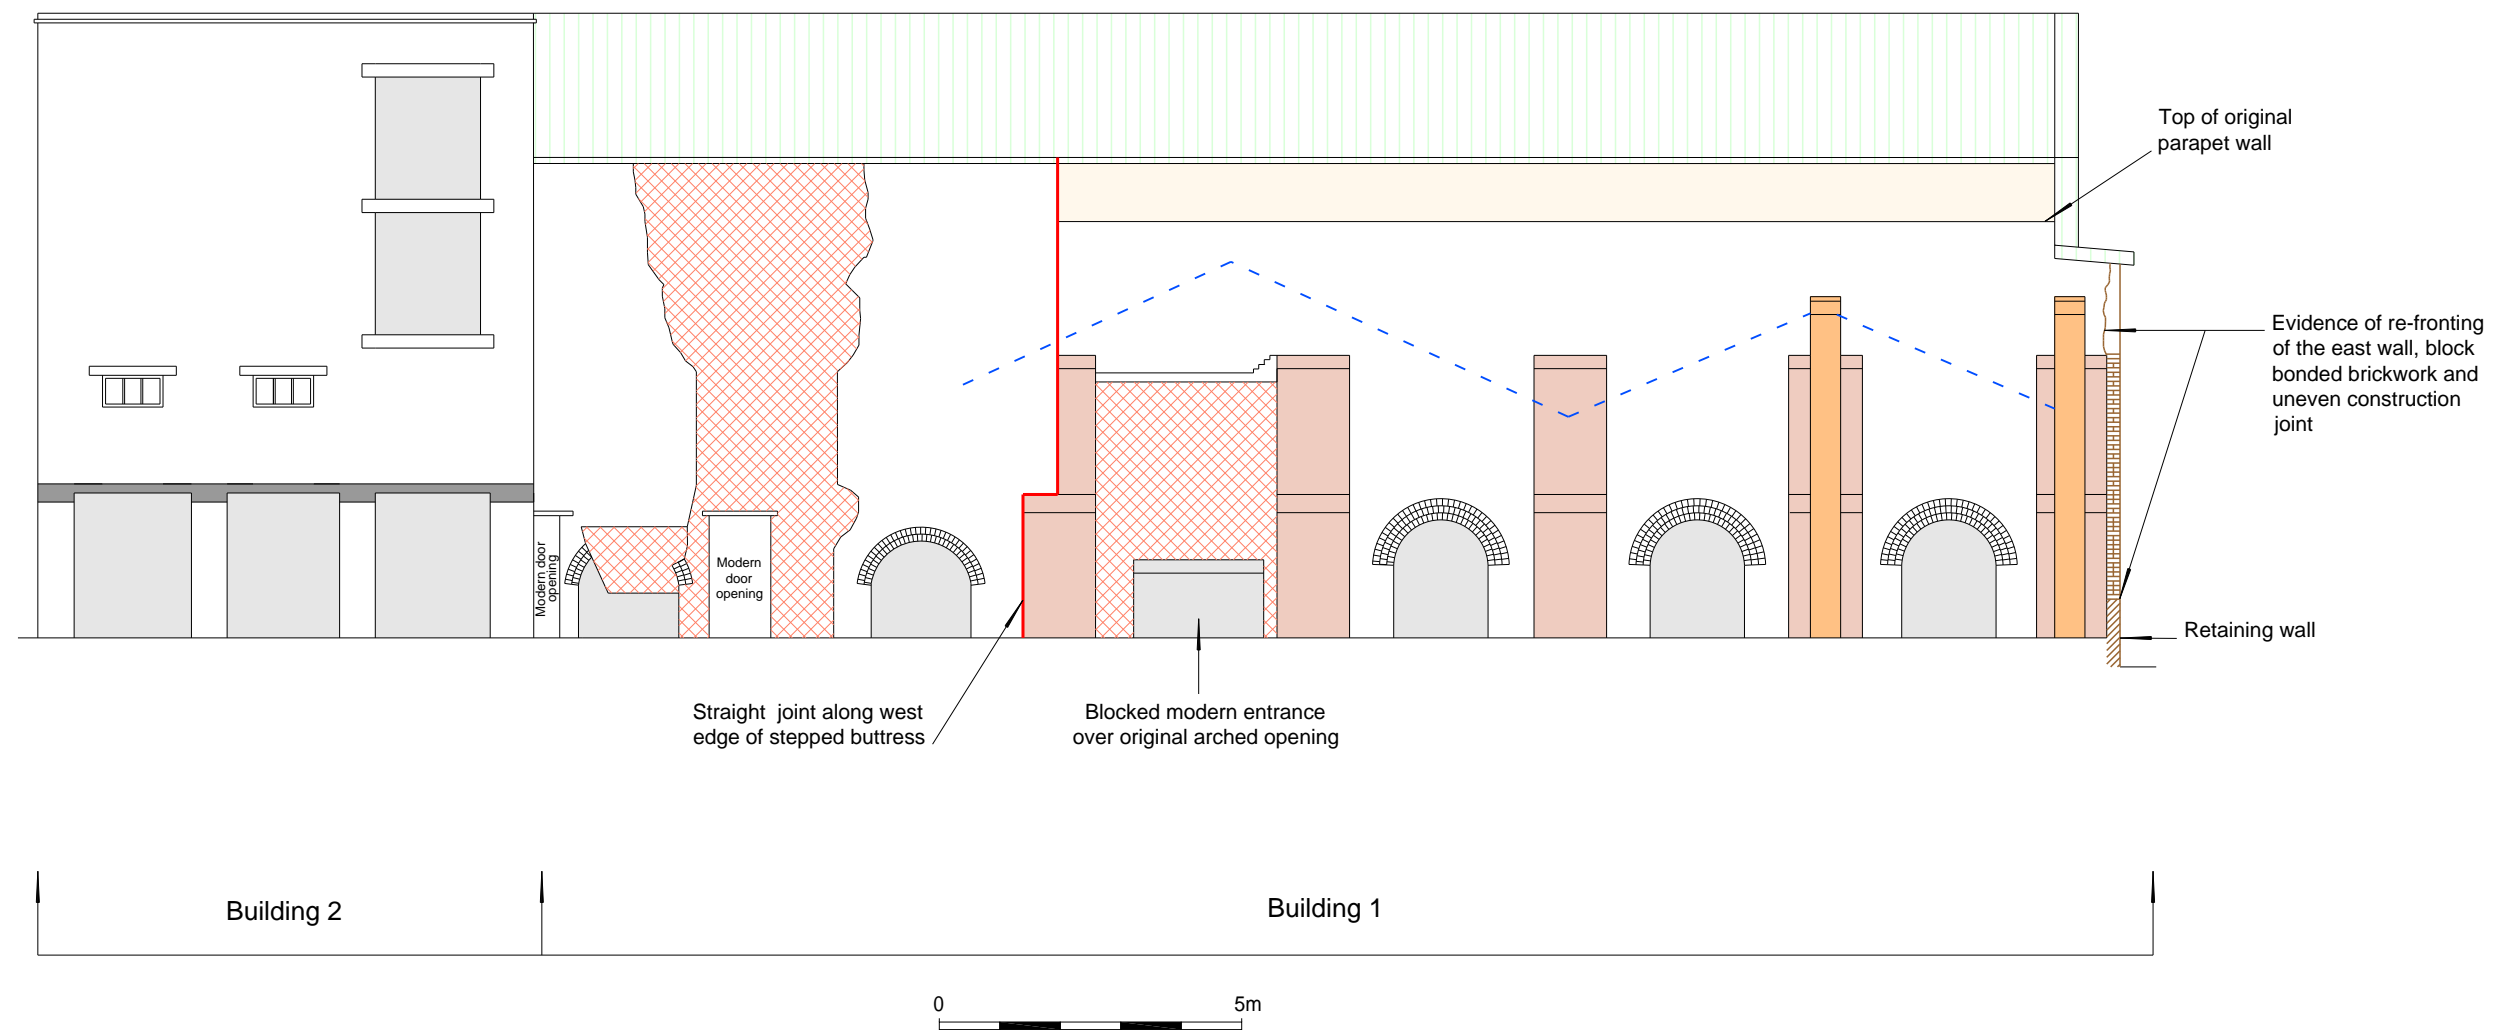 Top of original
parapet wall
Evidence of re-fronting
of the east wall, block
bonded brickwork and
uneven construction
joint
Modern door
opening
Modern
door
opening
Retaining wall
Straight joint along west
edge of stepped buttress
Blocked modern entrance
over original arched opening
Building 2
Building 1
0
5m